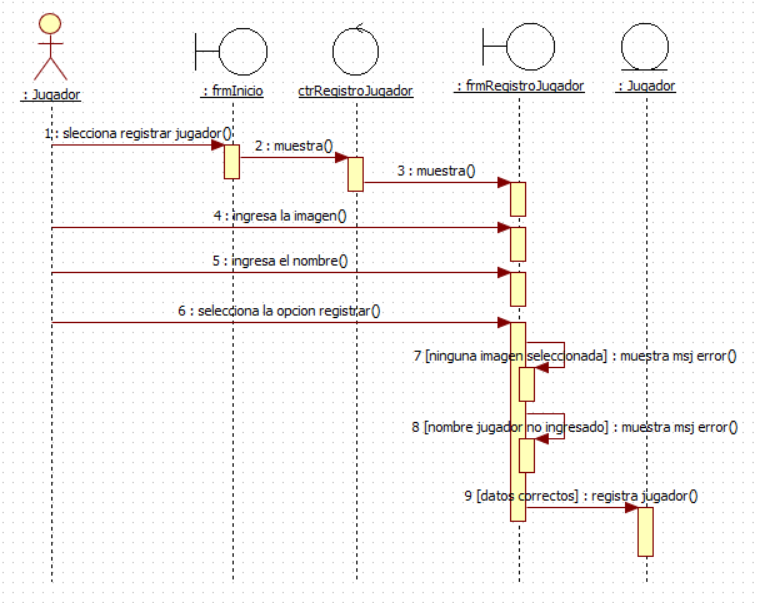 : Jugador
: frmInicio
ctrRegistroJugador
: frmRegistroJugador
: Jugador
1 : slecciona registrar jugador()
2 : muestra()
3 : muestra()
4 : ingresa la imagen()
5 : ingresa el nombre()
6 : selecciona la opcion registrar()
7 [ninguna imagen seleccionada] : muestra msj error()
8 [nombre jugador no ingresado] : muestra msj error()
9 [datos correctos] : registra jugador()